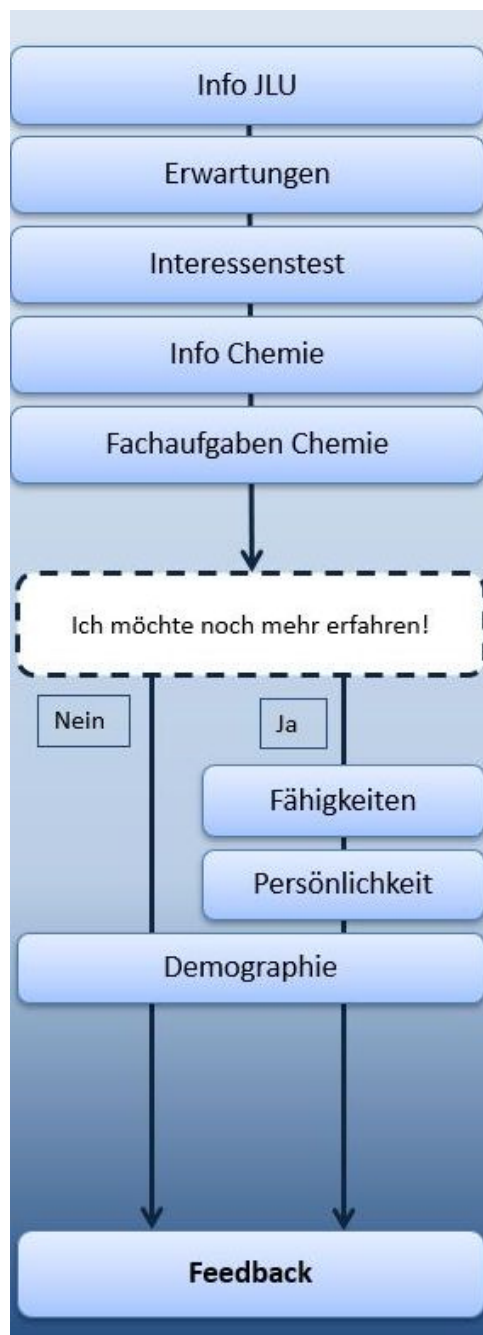 Info JLU
Erwartungen
Interessenstest
Info Chemie
Fachaufgaben Chemie
Ich möchte noch mehr erfahren!
Nein
Ja
Fähigkeiten
Persönlichkeit
Demographie
Feedback